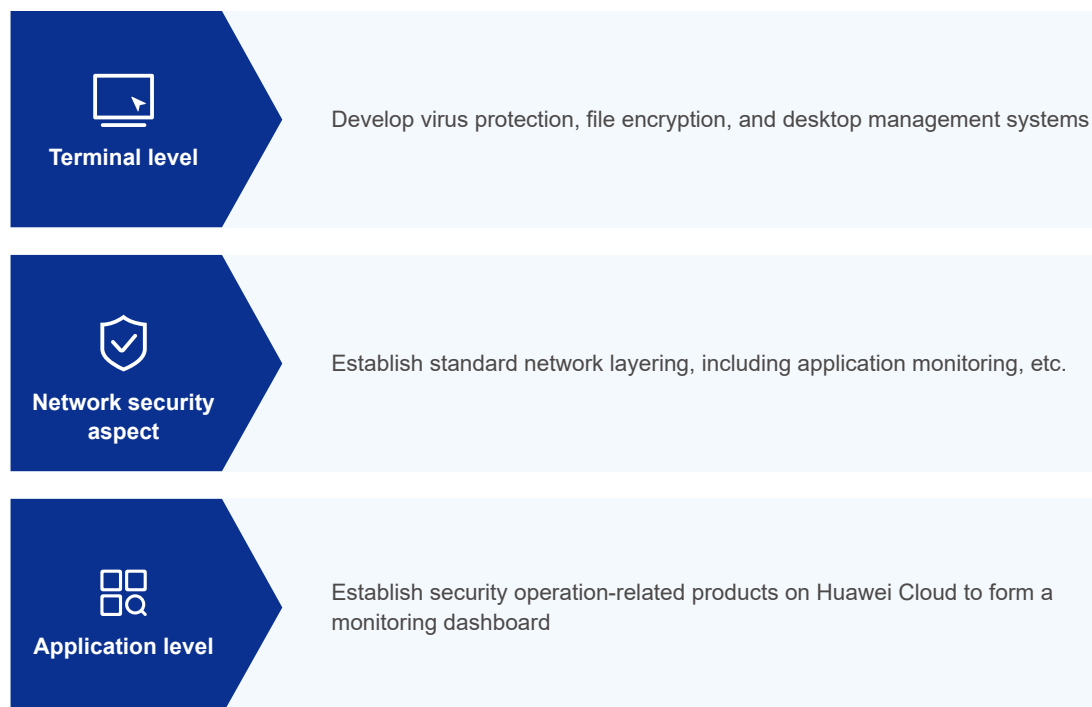 Terminal level
Develop virus protection, file encryption, and desktop management systems
Network security
aspect
Establish standard network layering, including application monitoring, etc.
Application level
Establish security operation-related products on Huawei Cloud to form a
monitoring dashboard